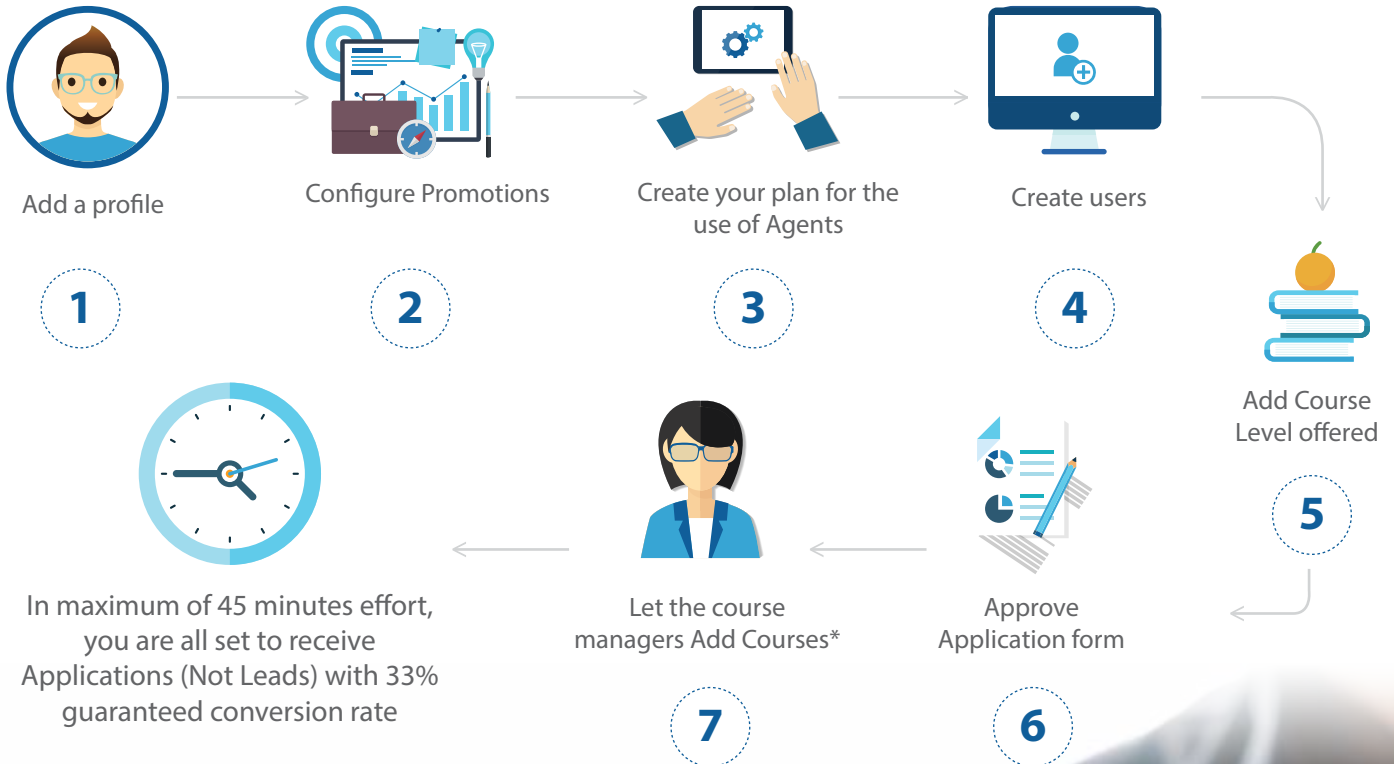 Add a profile
1
Configure Promotions
2
Create your plan for the
use of Agents
3
Create users
4
Add Course
Level offered
5
Approve
Application form
6
Let the course
managers Add Courses*
7
In maximum of 45 minutes effort,
you are all set to receive
Applications (Not Leads) with 33%
guaranteed conversion rate